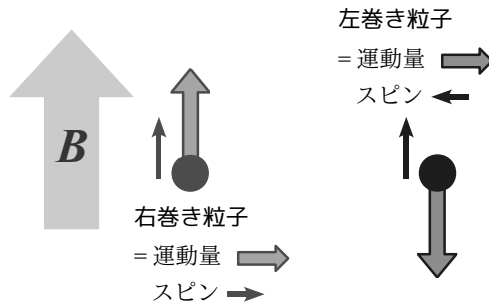 左巻き粒子
= 運動量
スピン
B
右巻き粒子
= 運動量
スピン